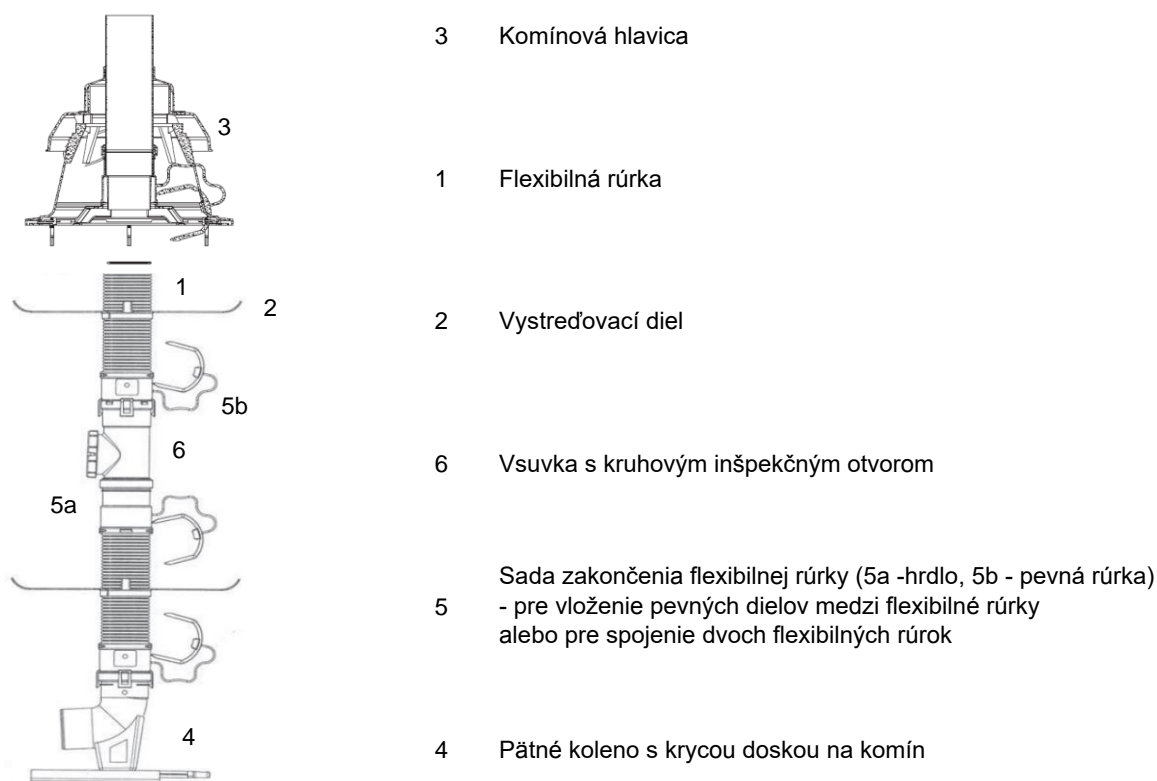 3 Komínová hlavica
3
1 Flexibilná rúrka
1
2
2 Vystreďovací diel
5b
6
6 Vsuvka s kruhovým inšpekčným otvorom
5a
Sada zakončenia flexibilnej rúrky (5a -hrdlo, 5b - pevná rúrka)
5 - pre vloženie pevných dielov medzi flexibilné rúrky
alebo pre spojenie dvoch flexibilných rúrok
4
4 Pätné koleno s krycou doskou na komín